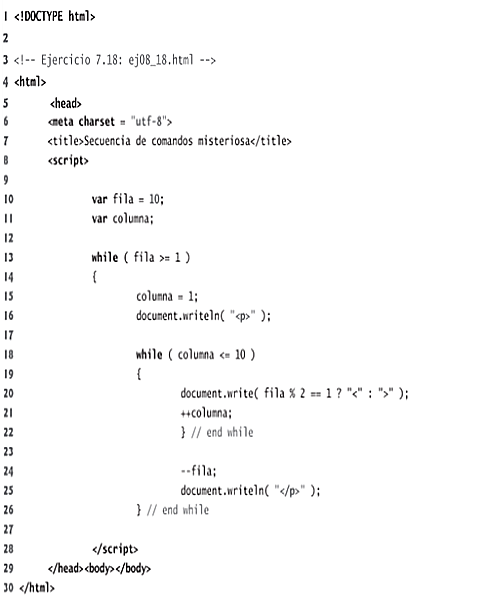 1 <!DOCTYPE html>
2
3 <!-- Ejercicio 7.18: ej08_18.html -->
4 <html>
5 <head>
6 <meta charset = "utf-8">
7 <title>Secuencia de comandos misteriosa</title>
8 <script>
9
10 var fila = 10;
11 var columna;
12
13 while ( fila >= 1 )
14 {
15 columna = 1;
16 document.writeln( "<p>" );
17
18 while ( columna <= 10 )
19 {
20 document.write( fila % 2 == 1 ? "<" : ">" );
21 ++columna;
22 } // end while
23
24 --fila;
25 document.writeln( "</p>" );
26 } // end while
27
28 </script>
29 </head><body></body>
30 </html>